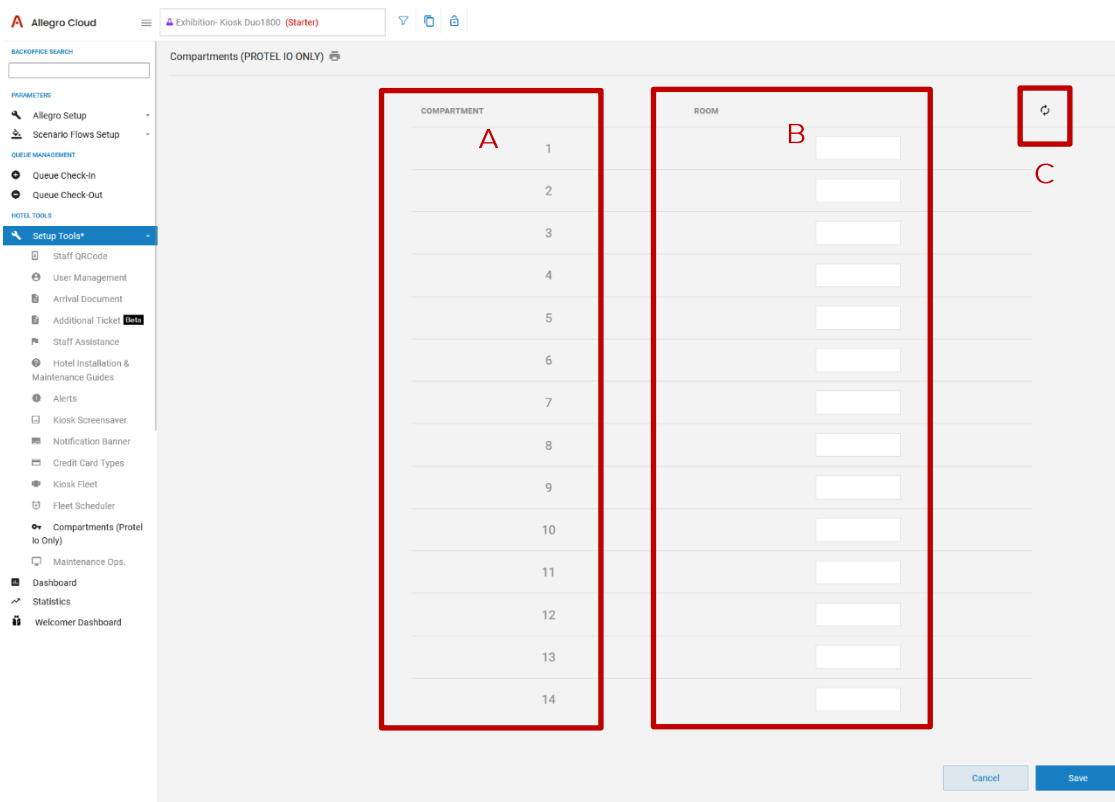 Allegro Cloud
Exhibition- Kiosk Duo1800 (Starter)
BACKOFFICE SEARCH
Compartments (PROTEL IO ONLY)
PARAMETERS
Allegro Setup
Scenario Flows Setup
QUEUE MANAGEMENT
Queue Check-In
Queue Check-Out
HOTEL TOOLS
Setup Tools*
Staff QRCode
User Management
Arrival Document
Additional Ticket Beta
Staff Assistance
Hotel Installation &
Maintenance Guides
Alerts
Kiosk Screensaver
Notification Banner
Credit Card Types
Kiosk Fleet
Fleet Scheduler
Compartments (Protel
Io Only)
Maintenance Ops.
Dashboard
Statistics
Welcomer Dashboard
COMPARTMENT
A
1
2
3
4
5
6
7
8
9
10
11
12
13
14
ROOM
B
C
Cancel
Save